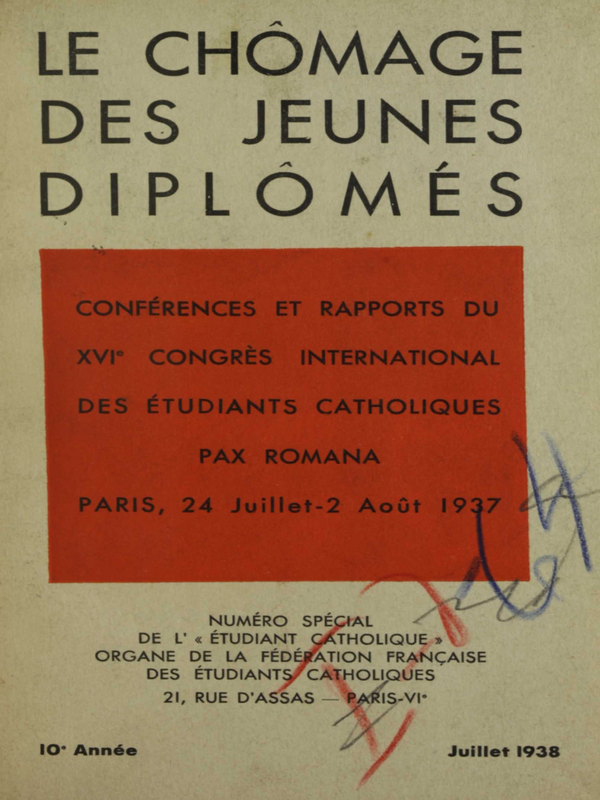 LE CHÔMAGE
DES JEUNES
DIPLÔMÉS
CONFÉRENCES ET RAPPORTS DU
XVIᵉ CONGRÈS INTERNATIONAL
DES ÉTUDIANTS CATHOLIQUES
PAX ROMANA
PARIS, 24 Juillet-2 Août 1937
NUMÉRO SPÉCIAL
DE L' « ÉTUDIANT CATHOLIQUE »
ORGANE DE LA FÉDÉRATION FRANÇAISE
DES ÉTUDIANTS CATHOLIQUES
21, RUE D'ASSAS — PARIS-VIᵉ
10ᵉ Année
Juillet 1938